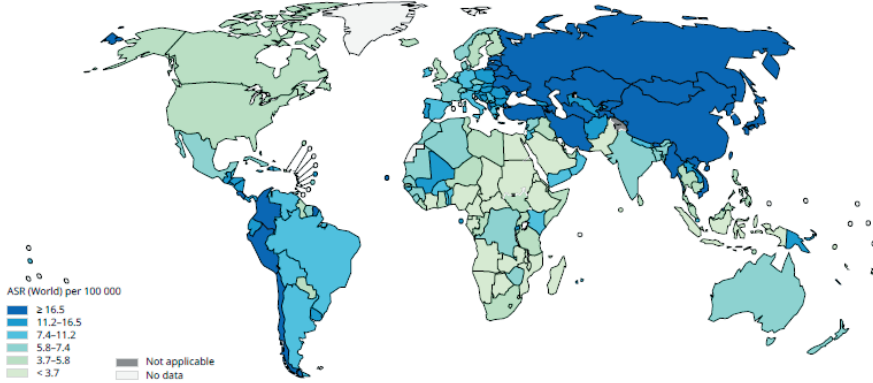 ASR (World) per 100 000
≥ 16.5
11.2–16.5
7.4–11.2
5.8–7.4
3.7–5.8
< 3.7
Not applicable
No data